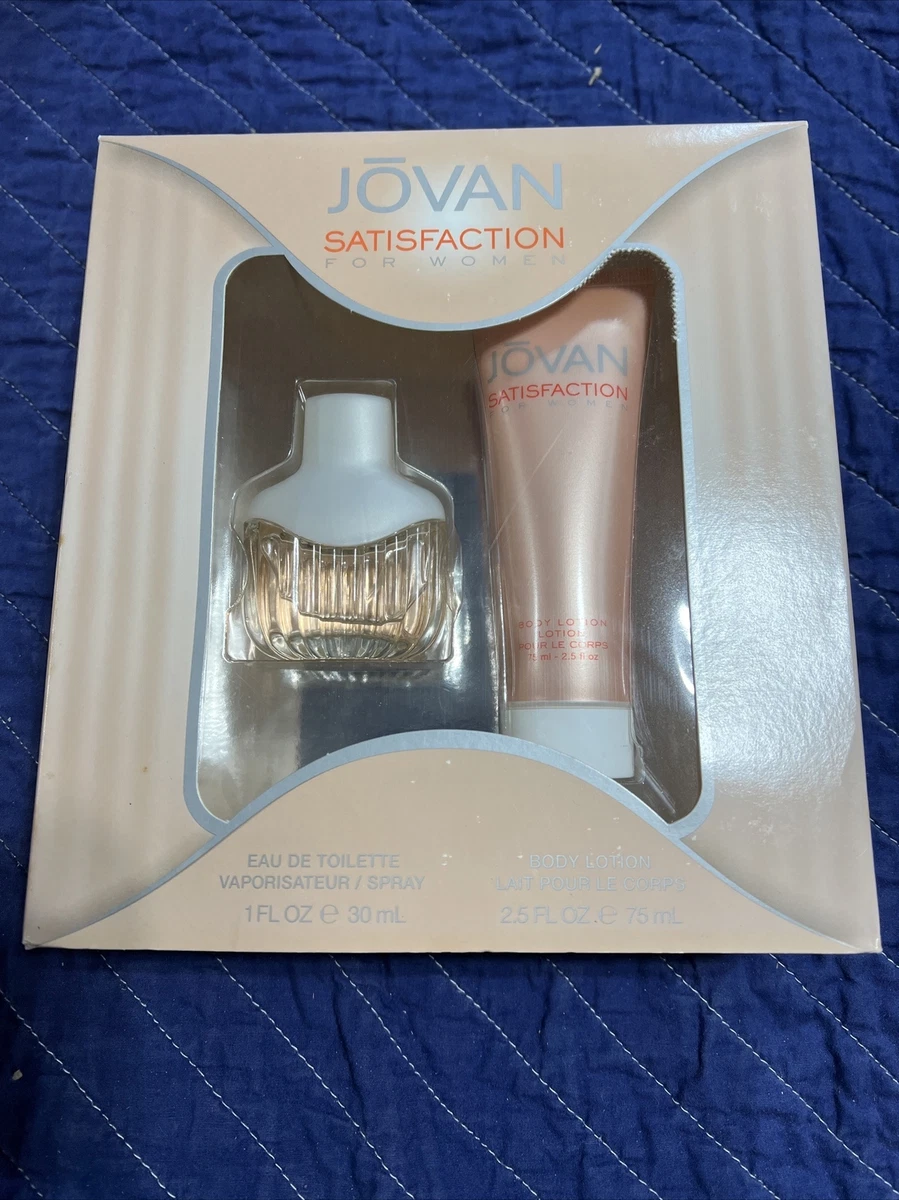 JŌVAN
SATISFACTION
FOR WOMEN
JŌVAN
SATISFACTION
FOR WOMEN
BODY LOTION
LOTION
POUR LE CORPS
75 ml - 2.5 fl oz
EAU DE TOILETTE
VAPORISATEUR / SPRAY
1 FL OZ ℮ 30 mL
BODY LOTION
LAIT POUR LE CORPS
2.5 FL OZ. ℮ 75 mL